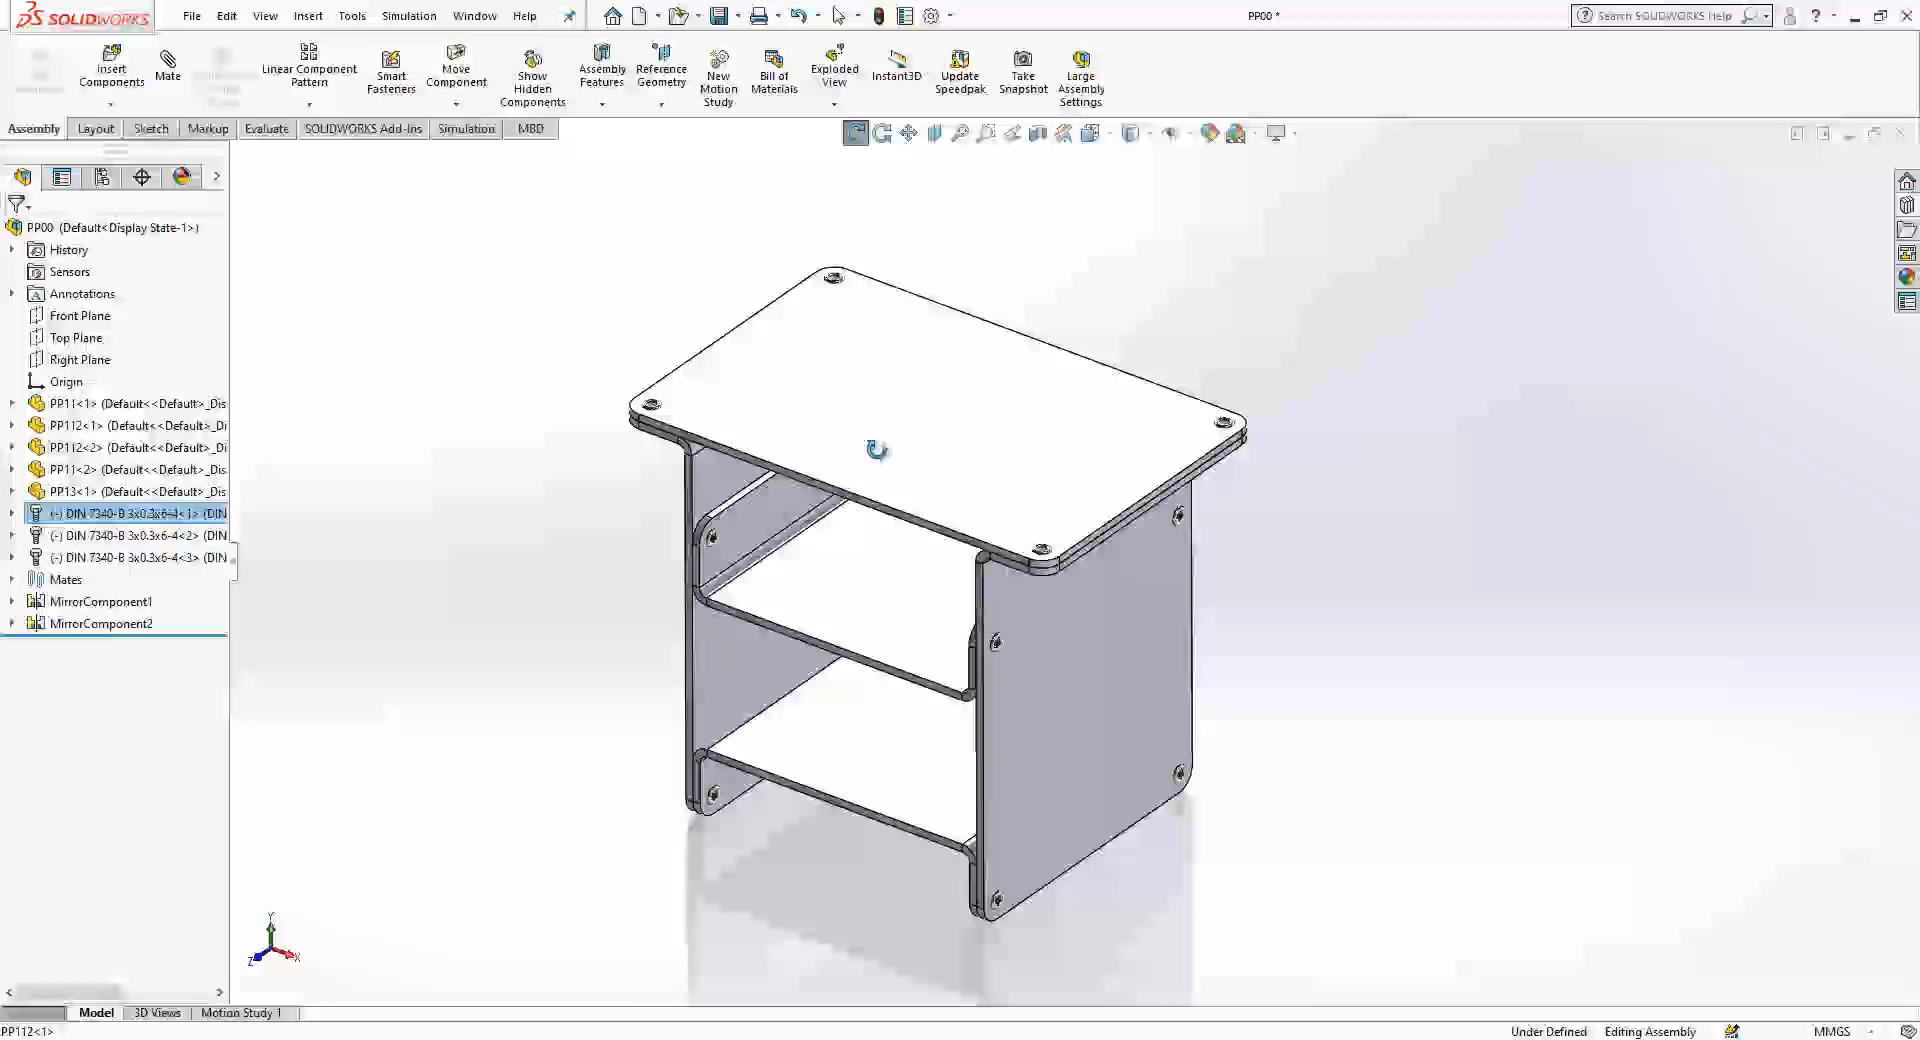 SOLIDWORKS File Edit View Insert Tools Simulation Window Help PP00 * Search SOLIDWORKS Help
Insert Components
Mate
Linear Component Pattern
Smart Fasteners
Move Component
Show Hidden Components
Assembly Features
Reference Geometry
New Motion Study
Bill of Materials
Exploded View
Instant3D
Update Speedpak
Take Snapshot
Large Assembly Settings
Assembly Layout Sketch Markup Evaluate SOLIDWORKS Add-Ins Simulation MBD
PP00 (Default<Display State-1>)
History
Sensors
Annotations
Front Plane
Top Plane
Right Plane
Origin
PP11<1> (Default<<Default>_Dis
PP112<1> (Default<<Default>_Di
PP112<2> (Default<<Default>_Di
PP11<2> (Default<<Default>_Dis
PP13<1> (Default<<Default>_Dis
(-) DIN 7340-B 3x0.3x6-4<1> (DIN
(-) DIN 7340-B 3x0.3x6-4<2> (DIN
(-) DIN 7340-B 3x0.3x6-4<3> (DIN
Mates
MirrorComponent1
MirrorComponent2
Y
Z X
Model 3D Views Motion Study 1
PP112<1> Under Defined Editing Assembly MMGS